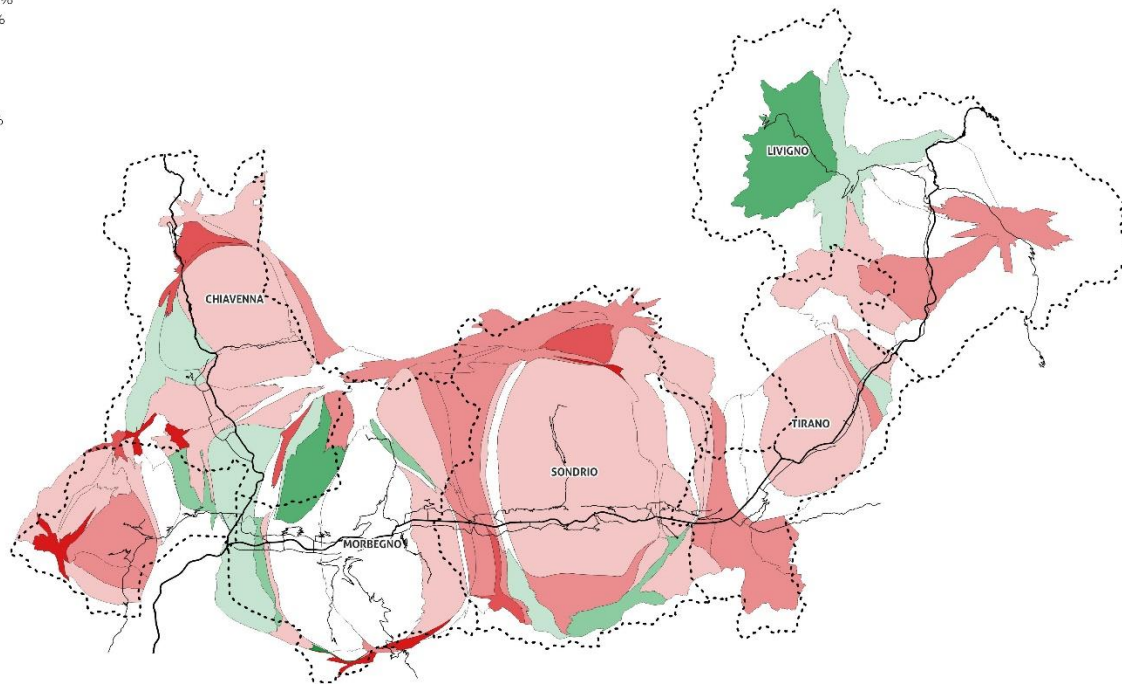 %
%
%
LIVIGNO
CHIAVENNA
TIRANO
SONDRIO
MORBEGNO